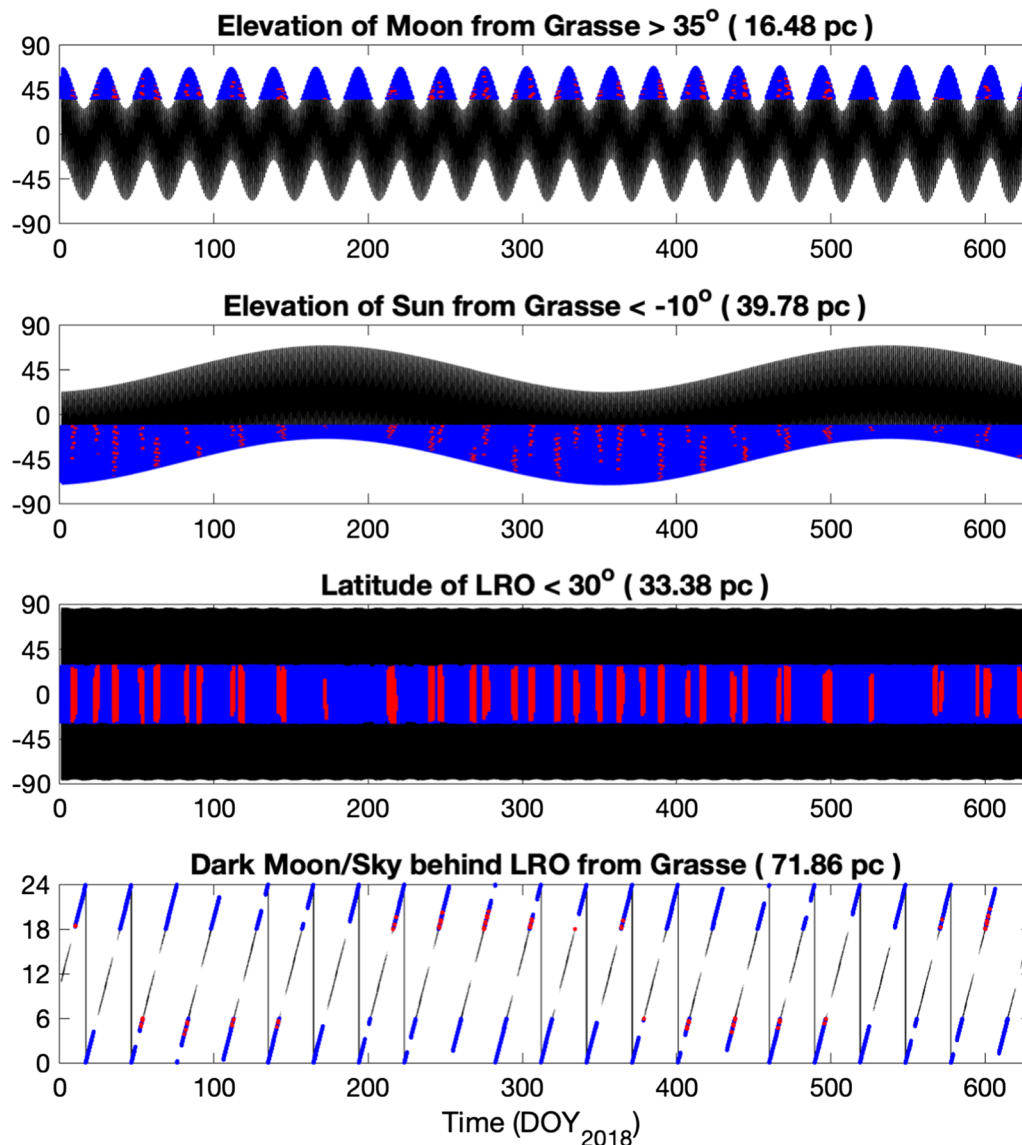 Elevation of Moon from Grasse > 35° ( 16.48 pc )
90
45
0
-45
-90
0 100 200 300 400 500 600
Elevation of Sun from Grasse < -10° ( 39.78 pc )
90
45
0
-45
-90
0 100 200 300 400 500 600
Latitude of LRO < 30° ( 33.38 pc )
90
45
0
-45
-90
0 100 200 300 400 500 600
Dark Moon/Sky behind LRO from Grasse ( 71.86 pc )
24
18
12
6
0
0 100 200 300 400 500 600
Time (DOY₂₀₁₈)